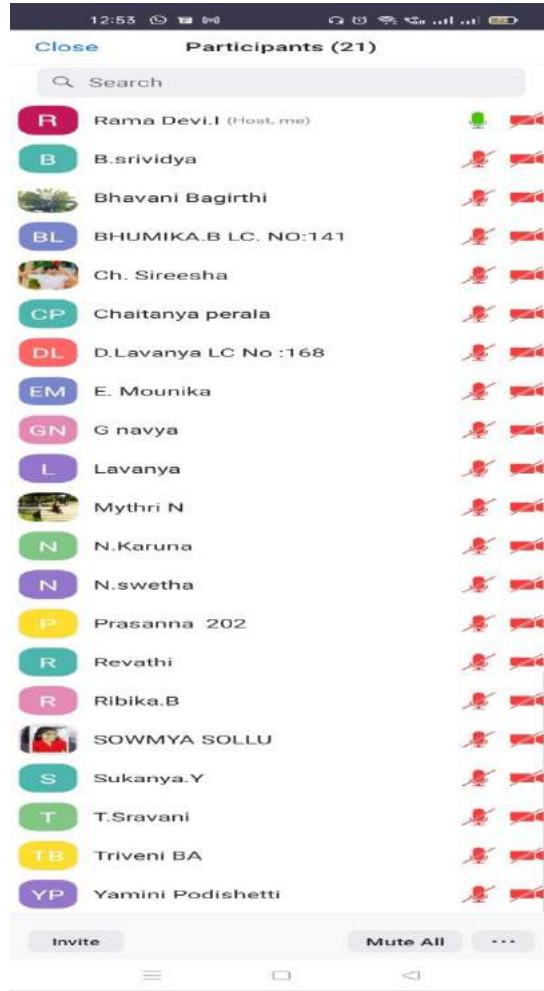 12:53
Close Participants (21)
Search
R Rama Devi.I (Host, me)
B B.srividya
Bhavani Bagirthi
BL BHUMIKA.B LC. NO:141
Ch. Sireesha
CP Chaitanya perala
DL D.Lavanya LC No :168
EM E. Mounika
GN G navya
L Lavanya
Mythri N
N N.Karuna
N N.swetha
P Prasanna 202
R Revathi
R Ribika.B
SOWMYA SOLLU
S Sukanya.Y
T T.Sravani
TB Triveni BA
YP Yamini Podishetti
Invite Mute All ...